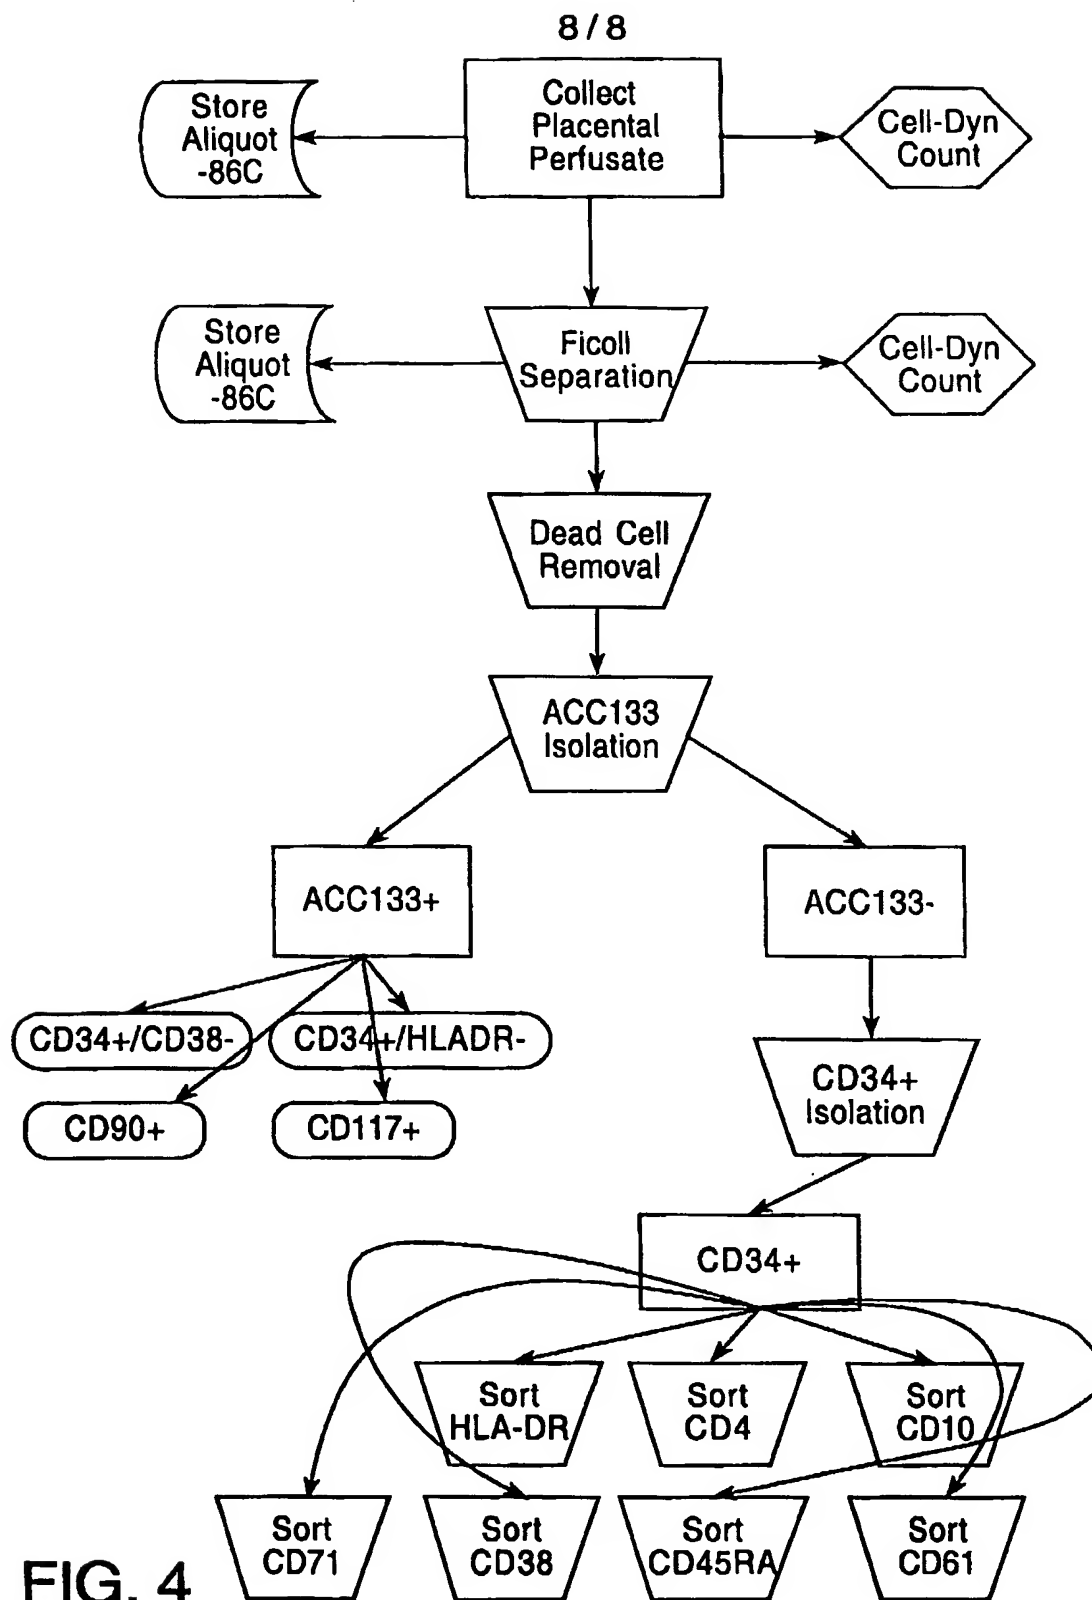 8/8
Store
Aliquot
-86C
Collect
Placental
Perfusate
Cell-Dyn
Count
Store
Aliquot
-86C
Ficoll
Separation
Cell-Dyn
Count
Dead Cell
Removal
ACC133
Isolation
ACC133+
ACC133-
CD34+/CD38-
CD34+/HLADR-
CD90+
CD117+
CD34+
Isolation
CD34+
Sort
HLA-DR
Sort
CD4
Sort
CD10
Sort
CD71
Sort
CD38
Sort
CD45RA
Sort
CD61
FIG. 4